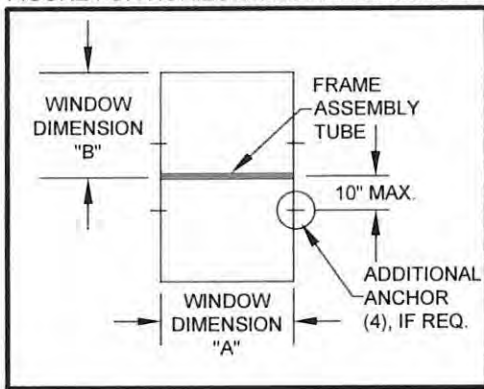 WINDOW
DIMENSION
"B"
FRAME
ASSEMBLY
TUBE
10" MAX.
ADDITIONAL
ANCHOR
(4), IF REQ.
WINDOW
DIMENSION
"A"